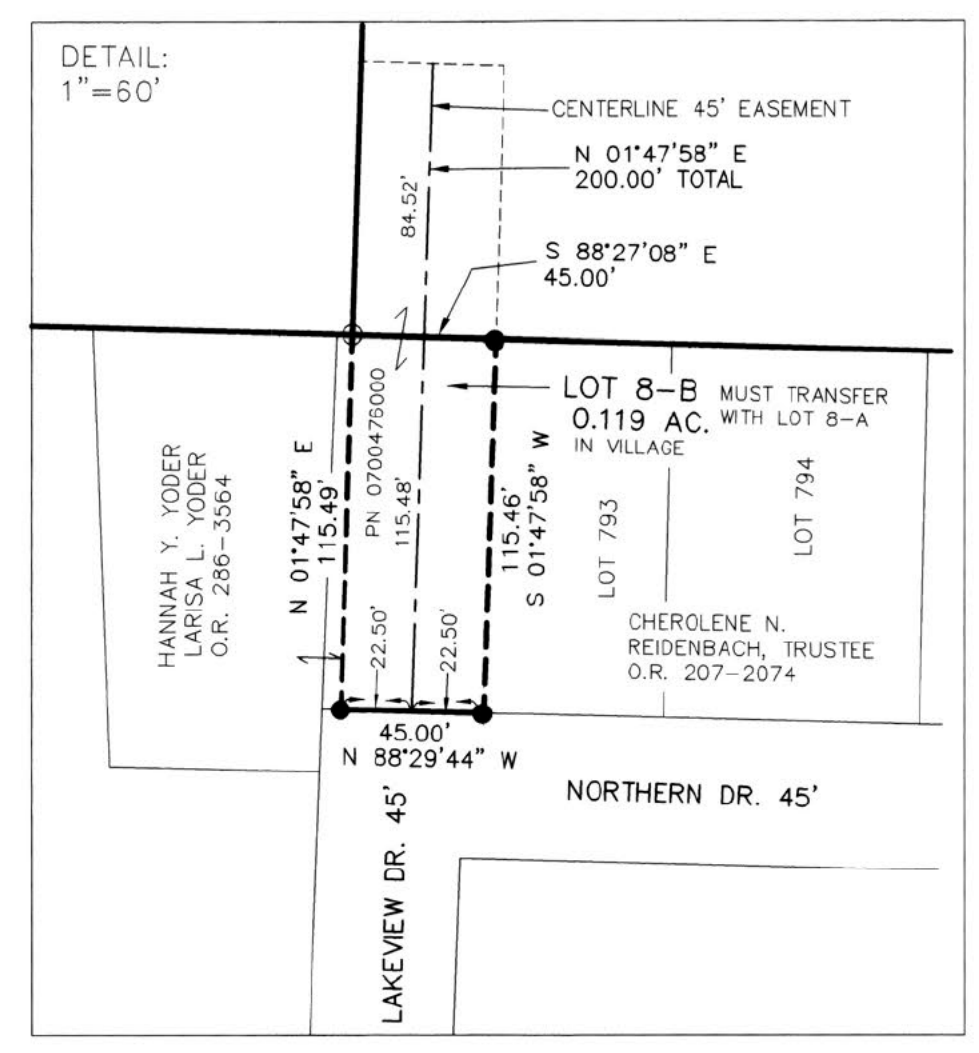 DETAIL:
1"=60'
CENTERLINE 45' EASEMENT
N 01°47'58" E
200.00' TOTAL
84.52'
S 88°27'08" E
45.00'
LOT 8-B
0.119 AC.
IN VILLAGE
MUST TRANSFER
WITH LOT 8-A
HANNAH Y. YODER
LARISA L. YODER
O.R. 286-3564
N 01°47'58" E
115.49'
PN 0700476000
115.48'
115.46'
S 01°47'58" W
LOT 793
LOT 794
CHEROLENE N.
REIDENBACH, TRUSTEE
O.R. 207-2074
22.50'
22.50'
45.00'
N 88°29'44" W
NORTHERN DR. 45'
LAKEVIEW DR. 45'